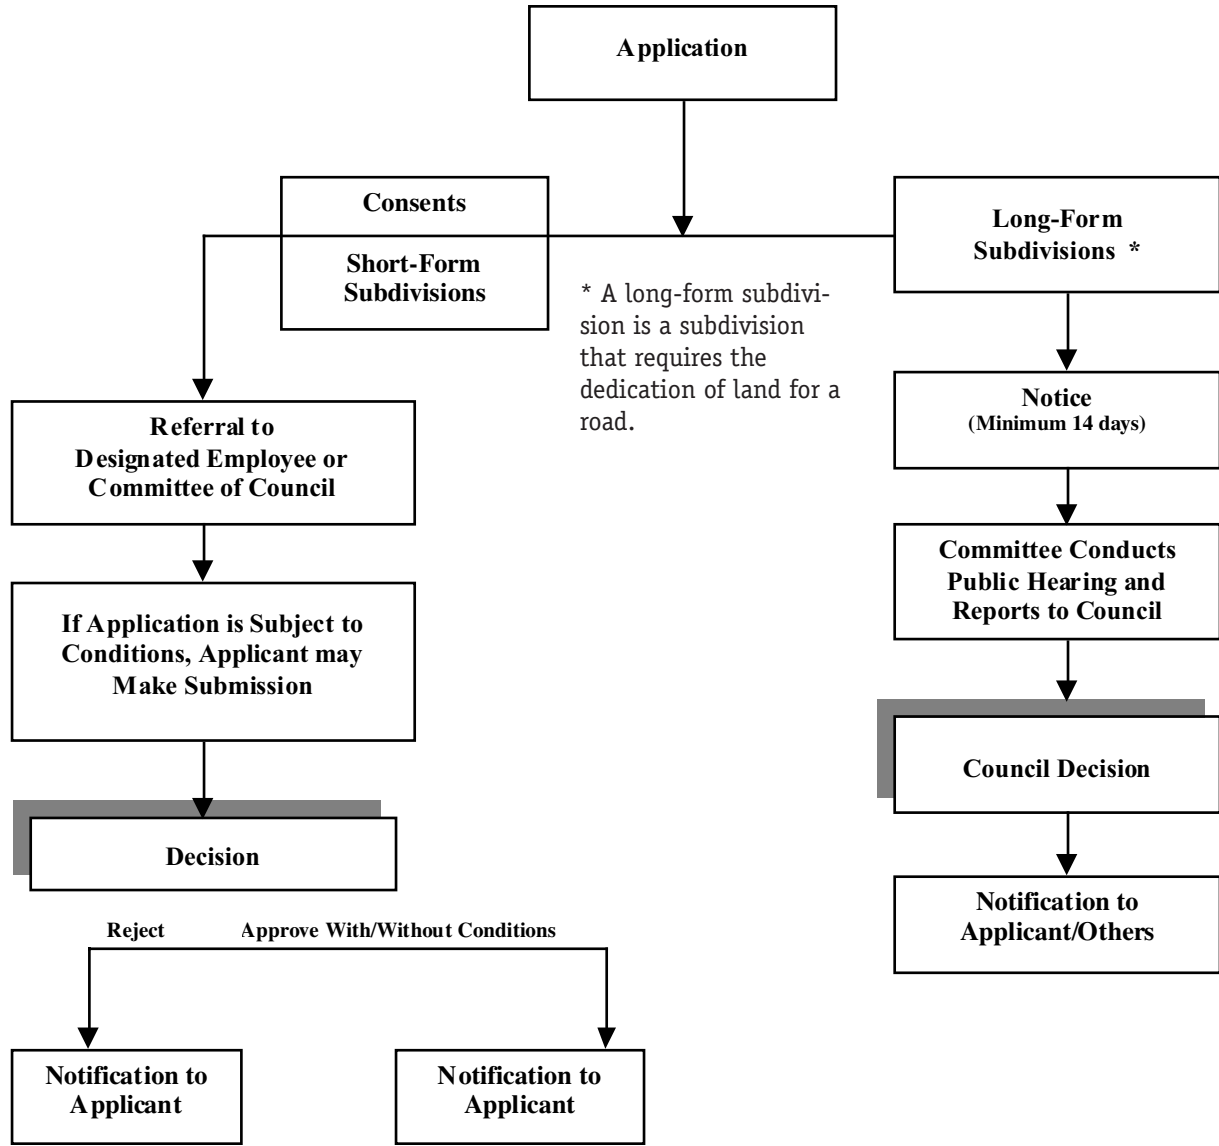 Application
Consents
Short-Form
Subdivisions
Long-Form
Subdivisions *
* A long-form subdivi-
sion is a subdivision
that requires the
dedication of land for a
road.
Referral to
Designated Employee or
Committee of Council
If Application is Subject to
Conditions, Applicant may
Make Submission
Decision
Reject
Approve With/Without Conditions
Notification to
Applicant
Notification to
Applicant
Notice
(Minimum 14 days)
Committee Conducts
Public Hearing and
Reports to Council
Council Decision
Notification to
Applicant/Others